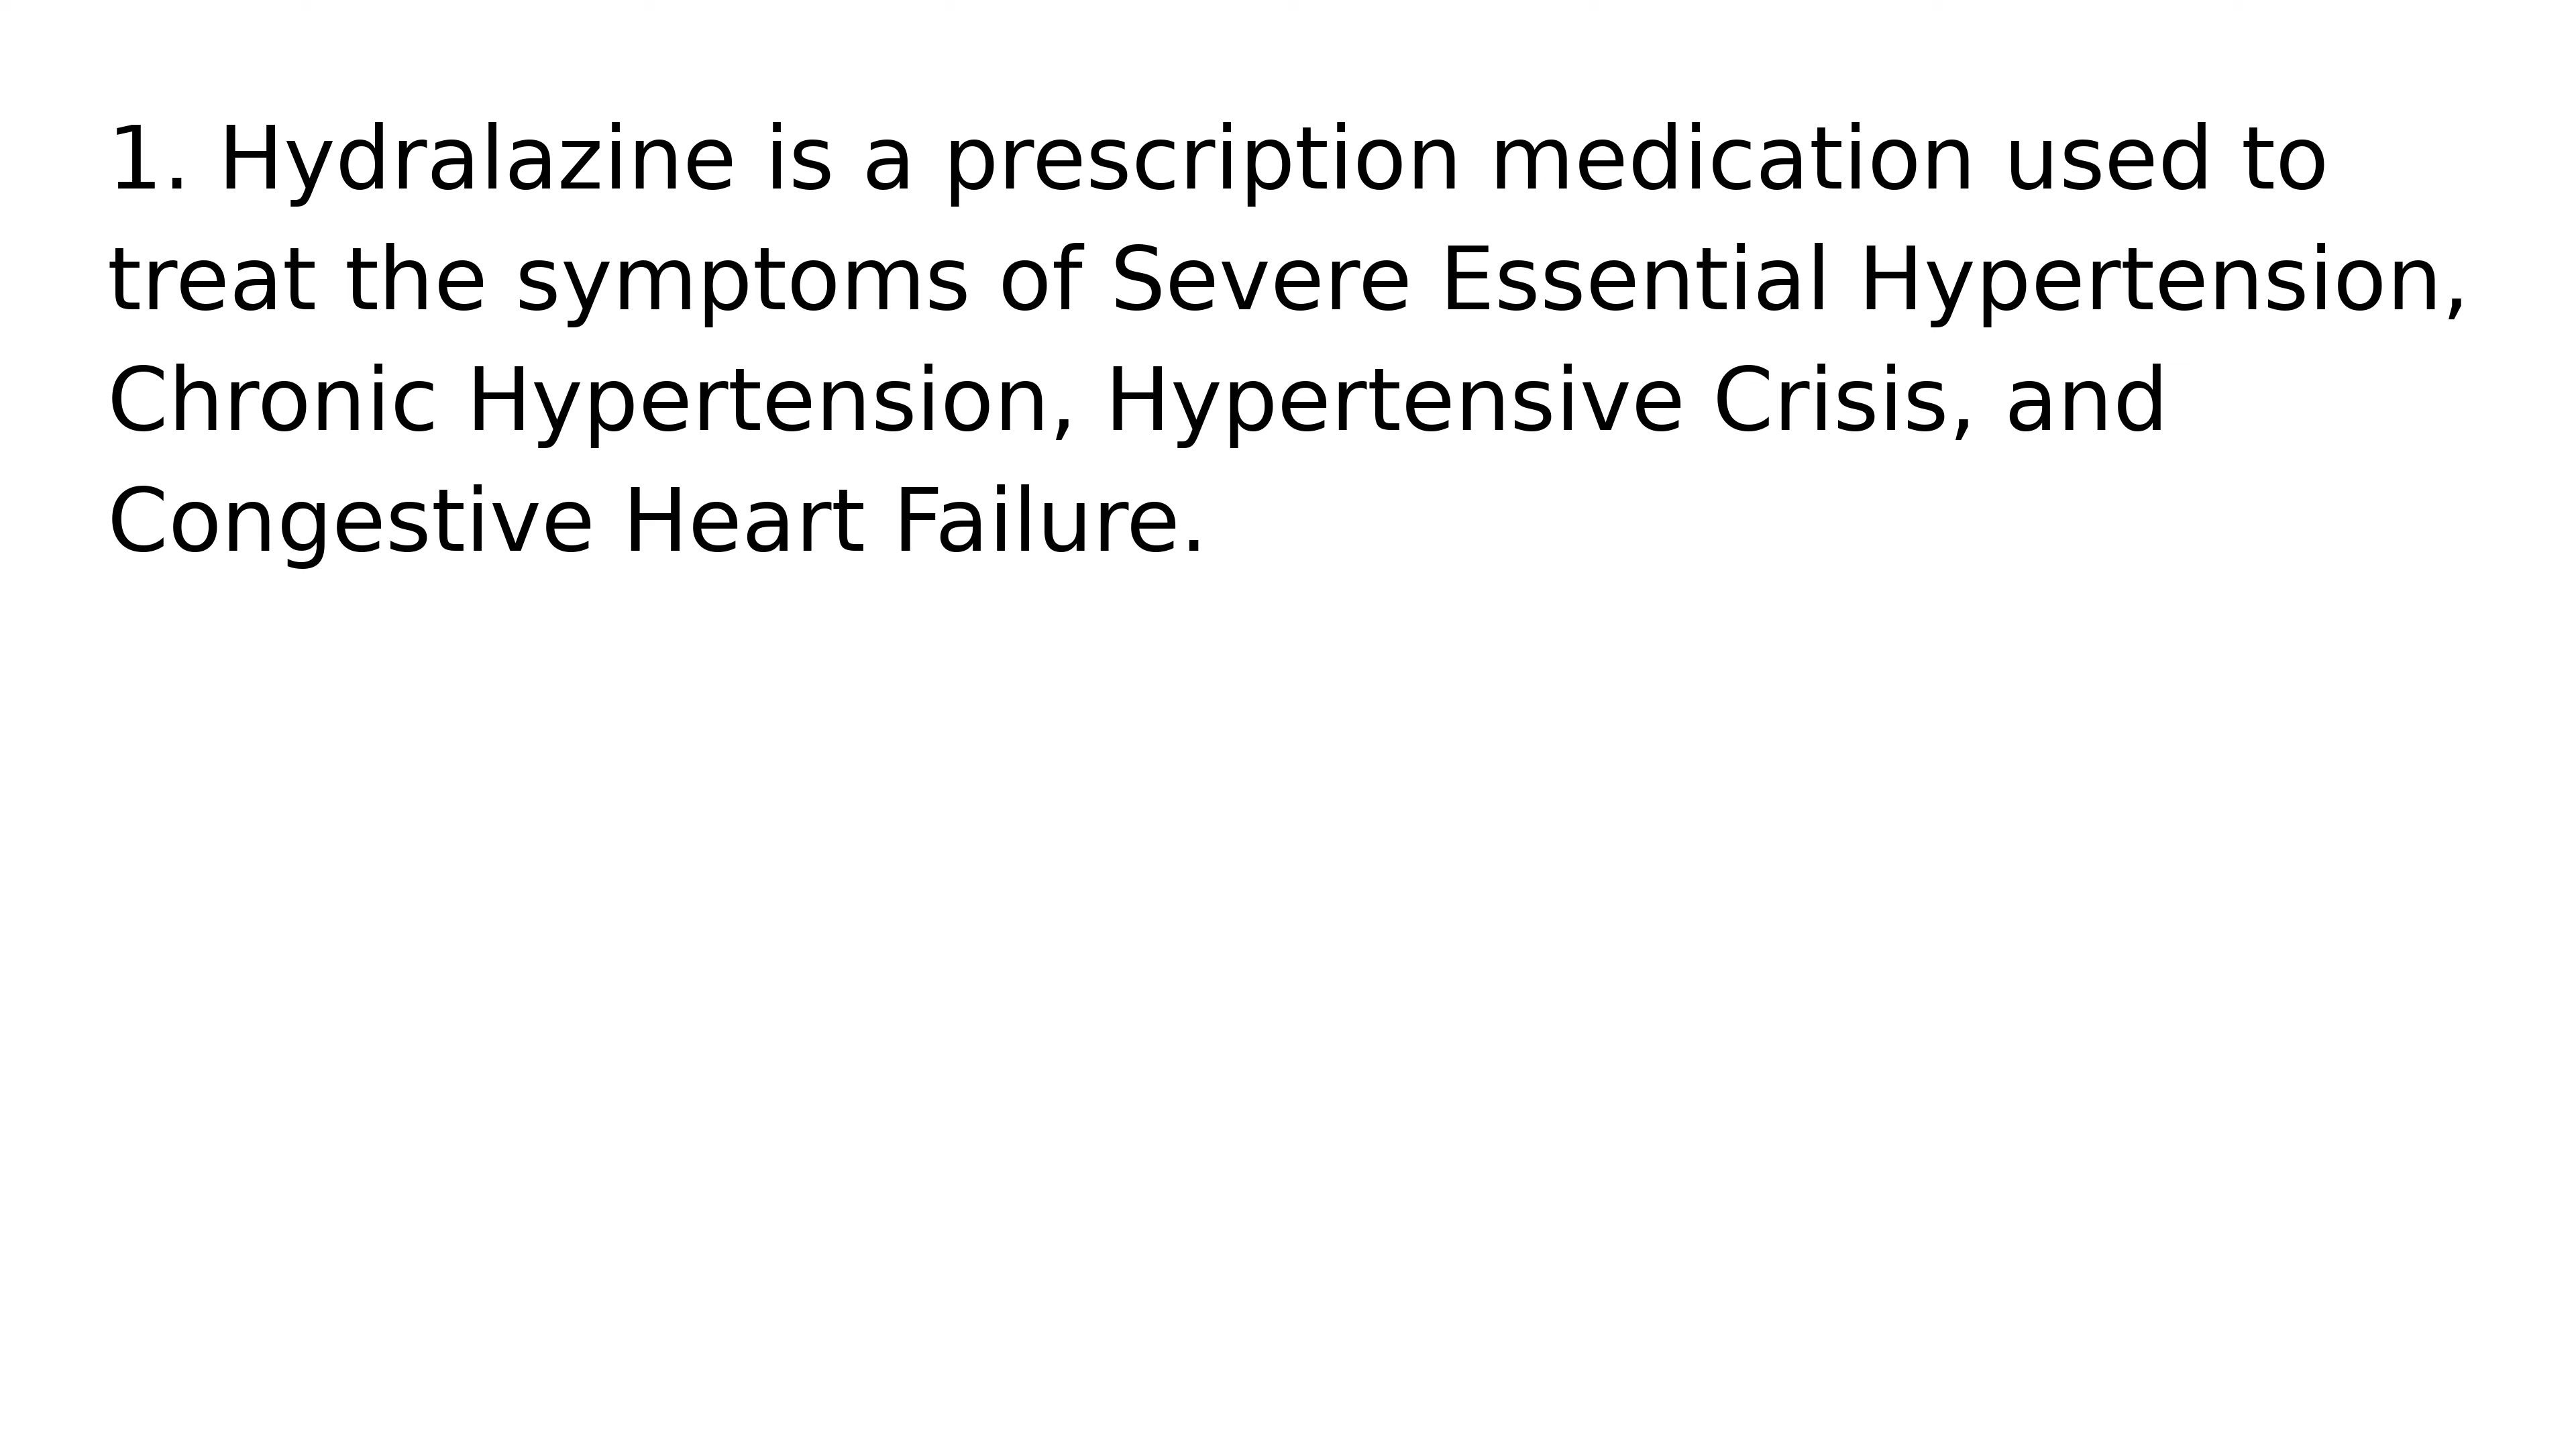 1. Hydralazine is a prescription medication used to
treat the symptoms of Severe Essential Hypertension,
Chronic Hypertension, Hypertensive Crisis, and
Congestive Heart Failure.